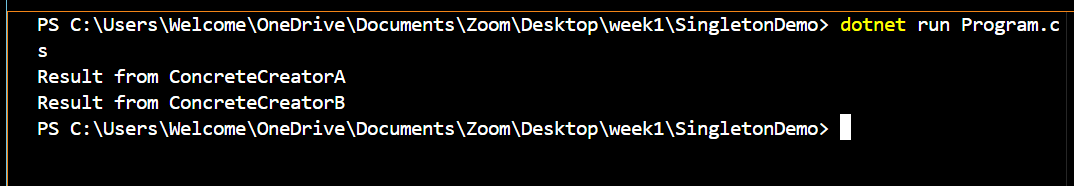 PS C:\Users\Welcome\OneDrive\Documents\Zoom\Desktop\week1\SingletonDemo> dotnet run Program.c
s
Result from ConcreteCreatorA
Result from ConcreteCreatorB
PS C:\Users\Welcome\OneDrive\Documents\Zoom\Desktop\week1\SingletonDemo>